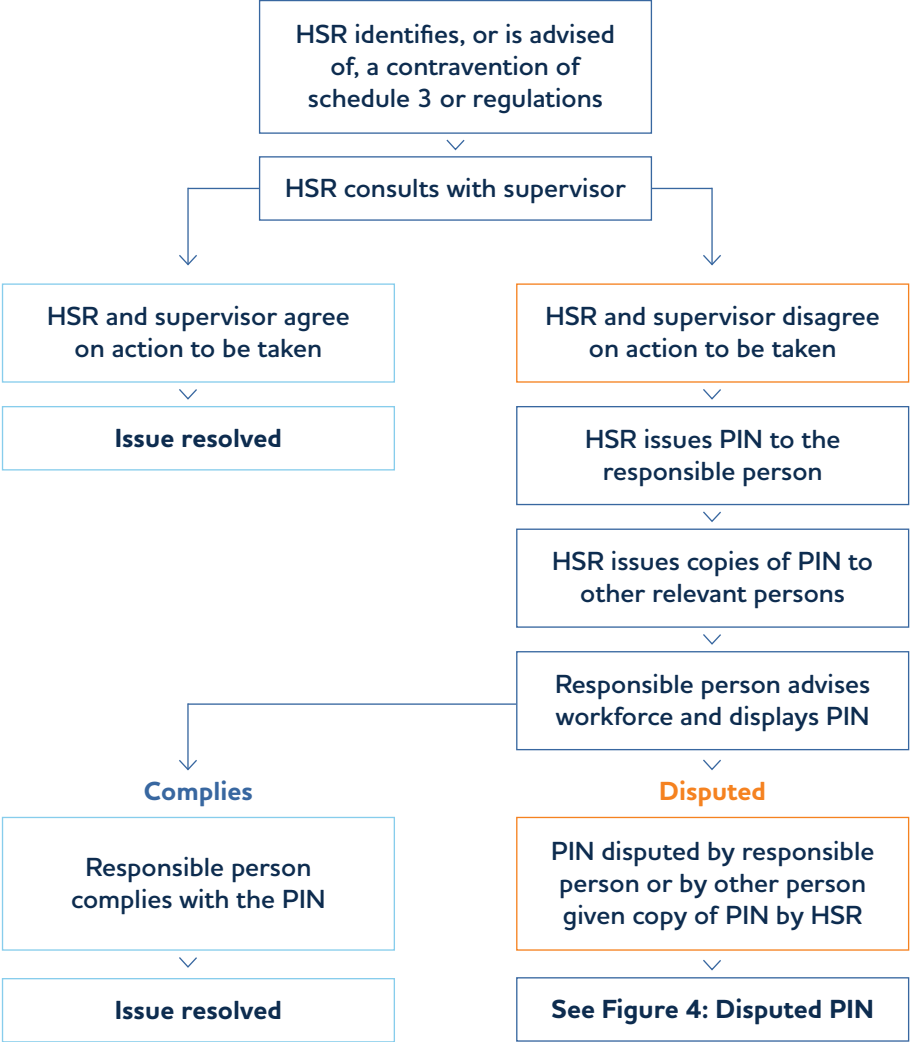 HSR identifies, or is advised
of, a contravention of
schedule 3 or regulations
HSR consults with supervisor
HSR and supervisor agree
on action to be taken
Issue resolved
HSR and supervisor disagree
on action to be taken
HSR issues PIN to the
responsible person
HSR issues copies of PIN to
other relevant persons
Responsible person advises
workforce and displays PIN
Complies
Responsible person
complies with the PIN
Issue resolved
Disputed
PIN disputed by responsible
person or by other person
given copy of PIN by HSR
See Figure 4: Disputed PIN